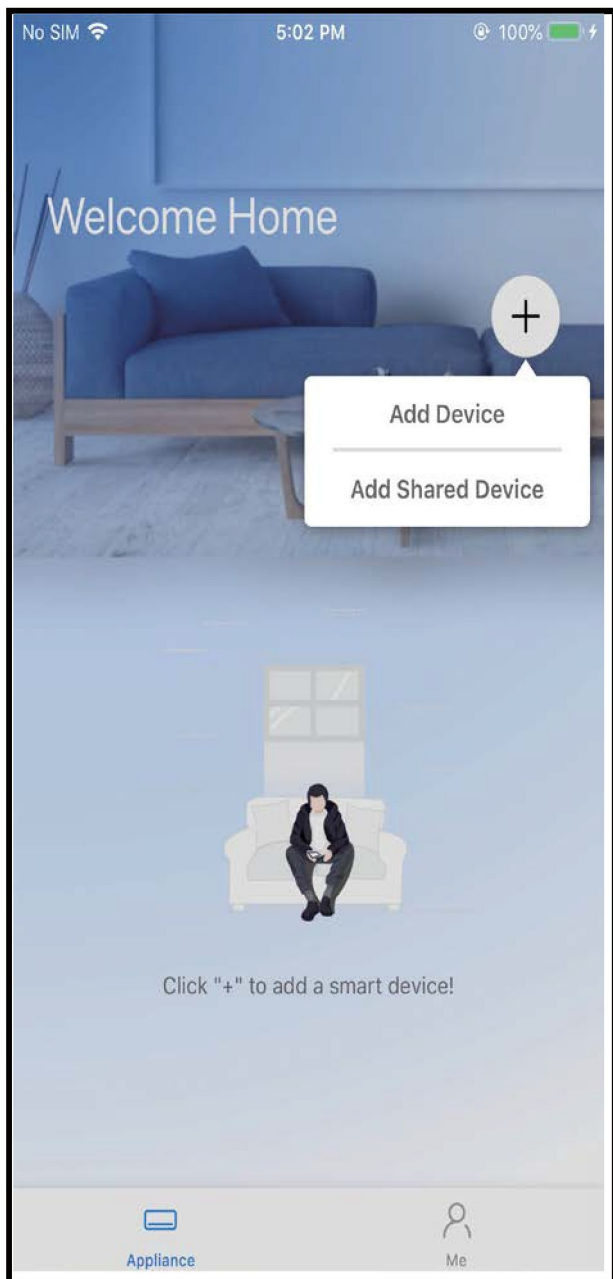 No SIM 5:02 PM 100%
Welcome Home
+
Add Device
Add Shared Device
Click "+" to add a smart device!
Appliance Me